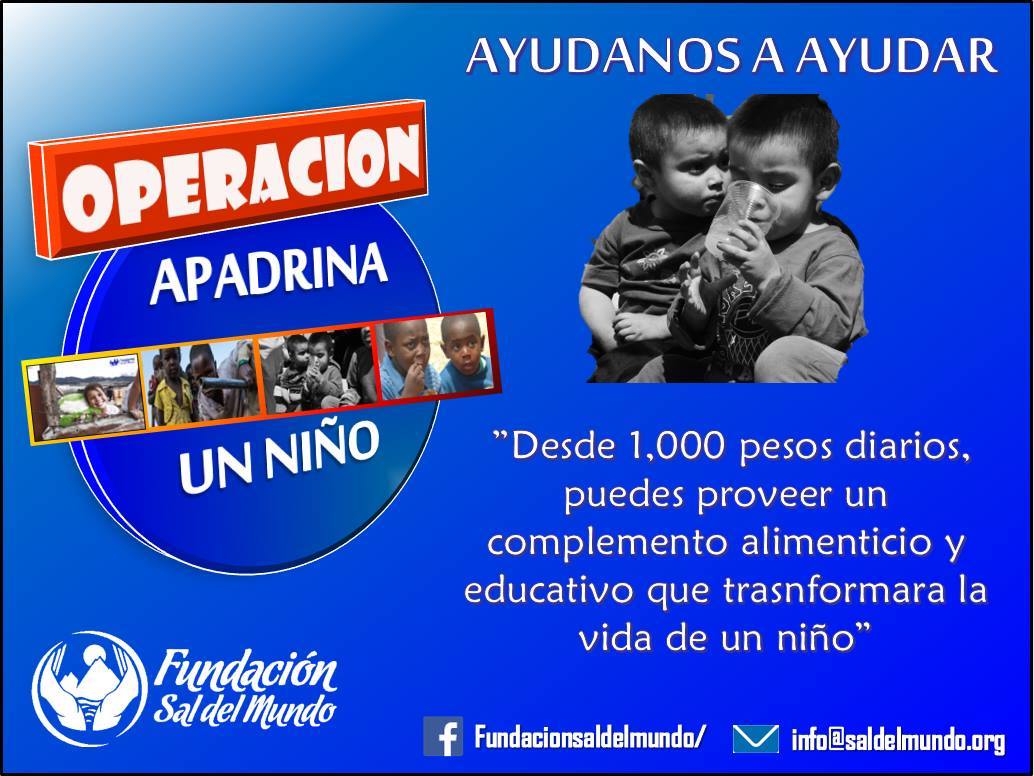 AYUDANOS A AYUDAR
OPERACION
APADRINA
UN NIÑO
"Desde 1,000 pesos diarios,
puedes proveer un
complemento alimenticio y
educativo que trasnformara la
vida de un niño"
Fundación
Sal del Mundo
Fundacionsaldelmundo/
info@saldelmundo.org